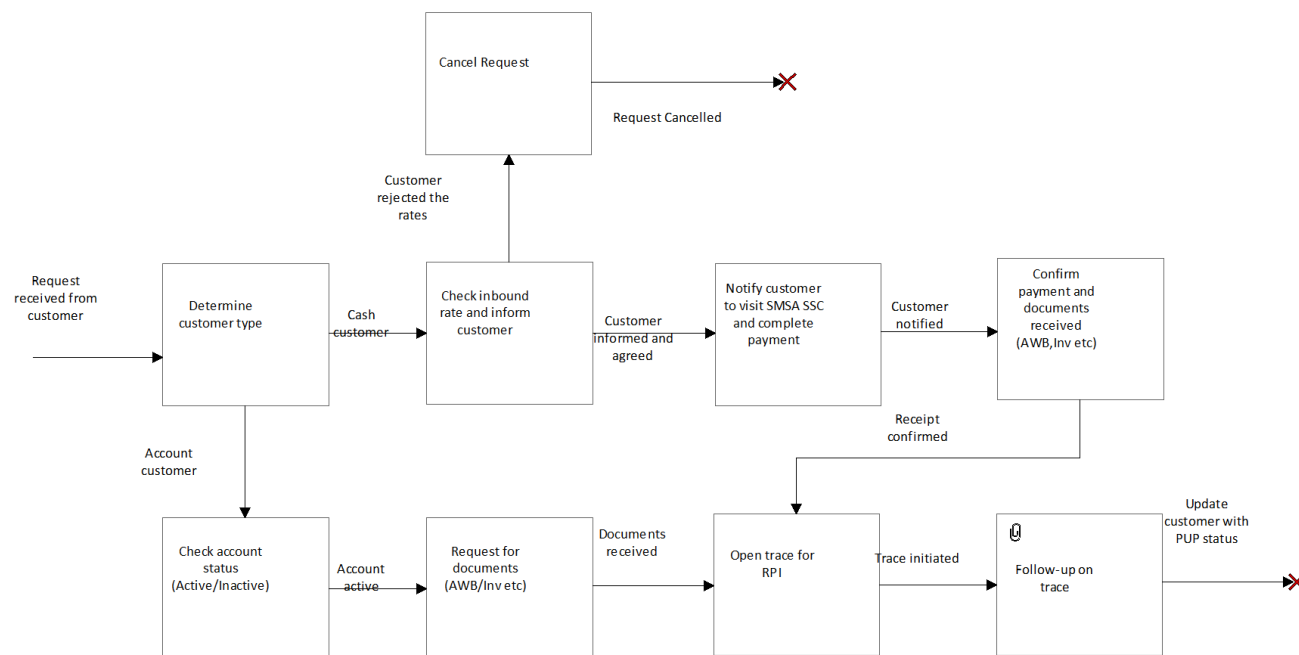 Cancel Request
Request Cancelled
Customer
rejected the
rates
Request
received from
customer
Determine
customer type
Cash
customer
Check inbound
rate and inform
customer
Customer
informed and
agreed
Notify customer
to visit SMSA SSC
and complete
payment
Customer
notified
Confirm
payment and
documents
received
(AWB,Inv etc)
Receipt
confirmed
Account
customer
Check account
status
(Active/Inactive)
Account
active
Request for
documents
(AWB/Inv etc)
Documents
received
Open trace for
RPI
Trace initiated
Follow-up on
trace
Update
customer with
PUP status